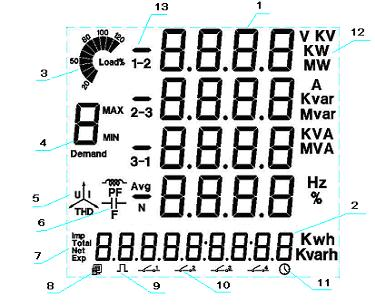 13
1
60
80
100
120
50
20
Load%
1-2
V KV
KW
MW
12
3
MAX
MIN
Demand
4
2-3
A
Kvar
Mvar
3-1
KVA
MVA
5
U I
THD
6
PF
F
Avg
N
Hz
%
2
7
Imp
Total
Net
Exp
Kwh
Kvarh
8
9
10
11